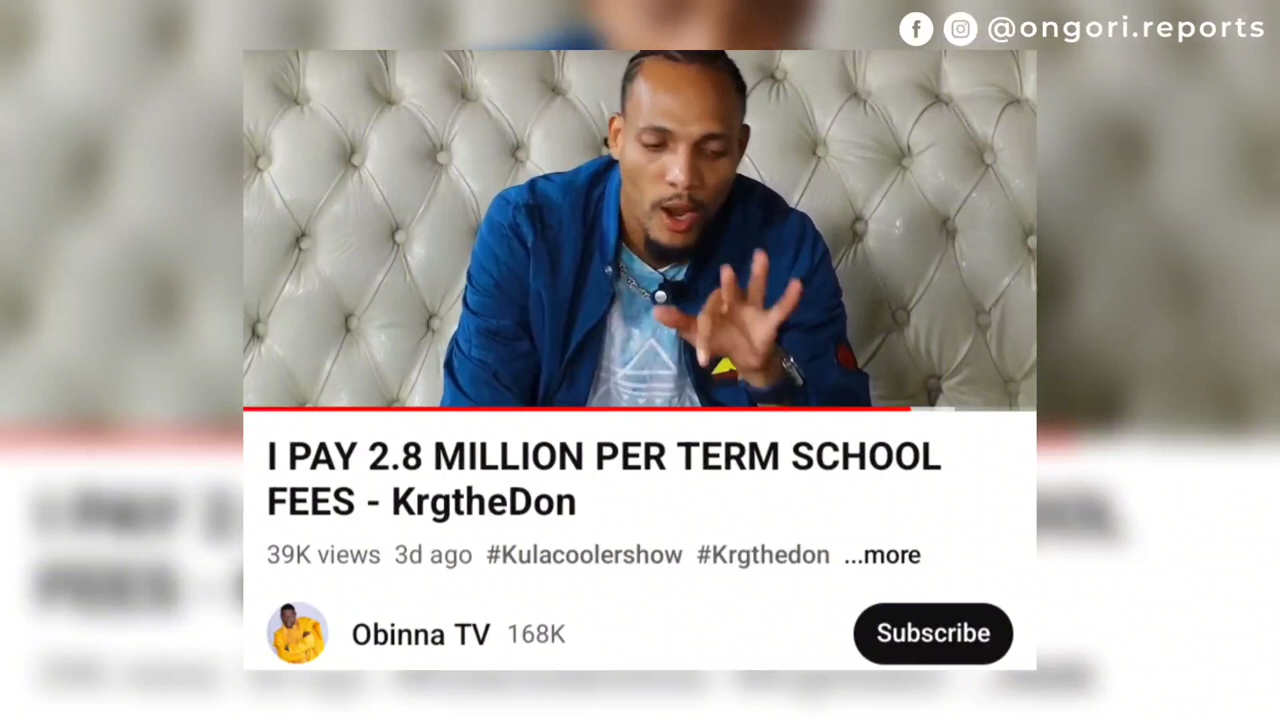 @ongori.reports
I PAY 2.8 MILLION PER TERM SCHOOL
FEES - KrgtheDon
39K views 3d ago #Kulacoolershow #Krgthedon ...more
Obinna TV 168K
Subscribe